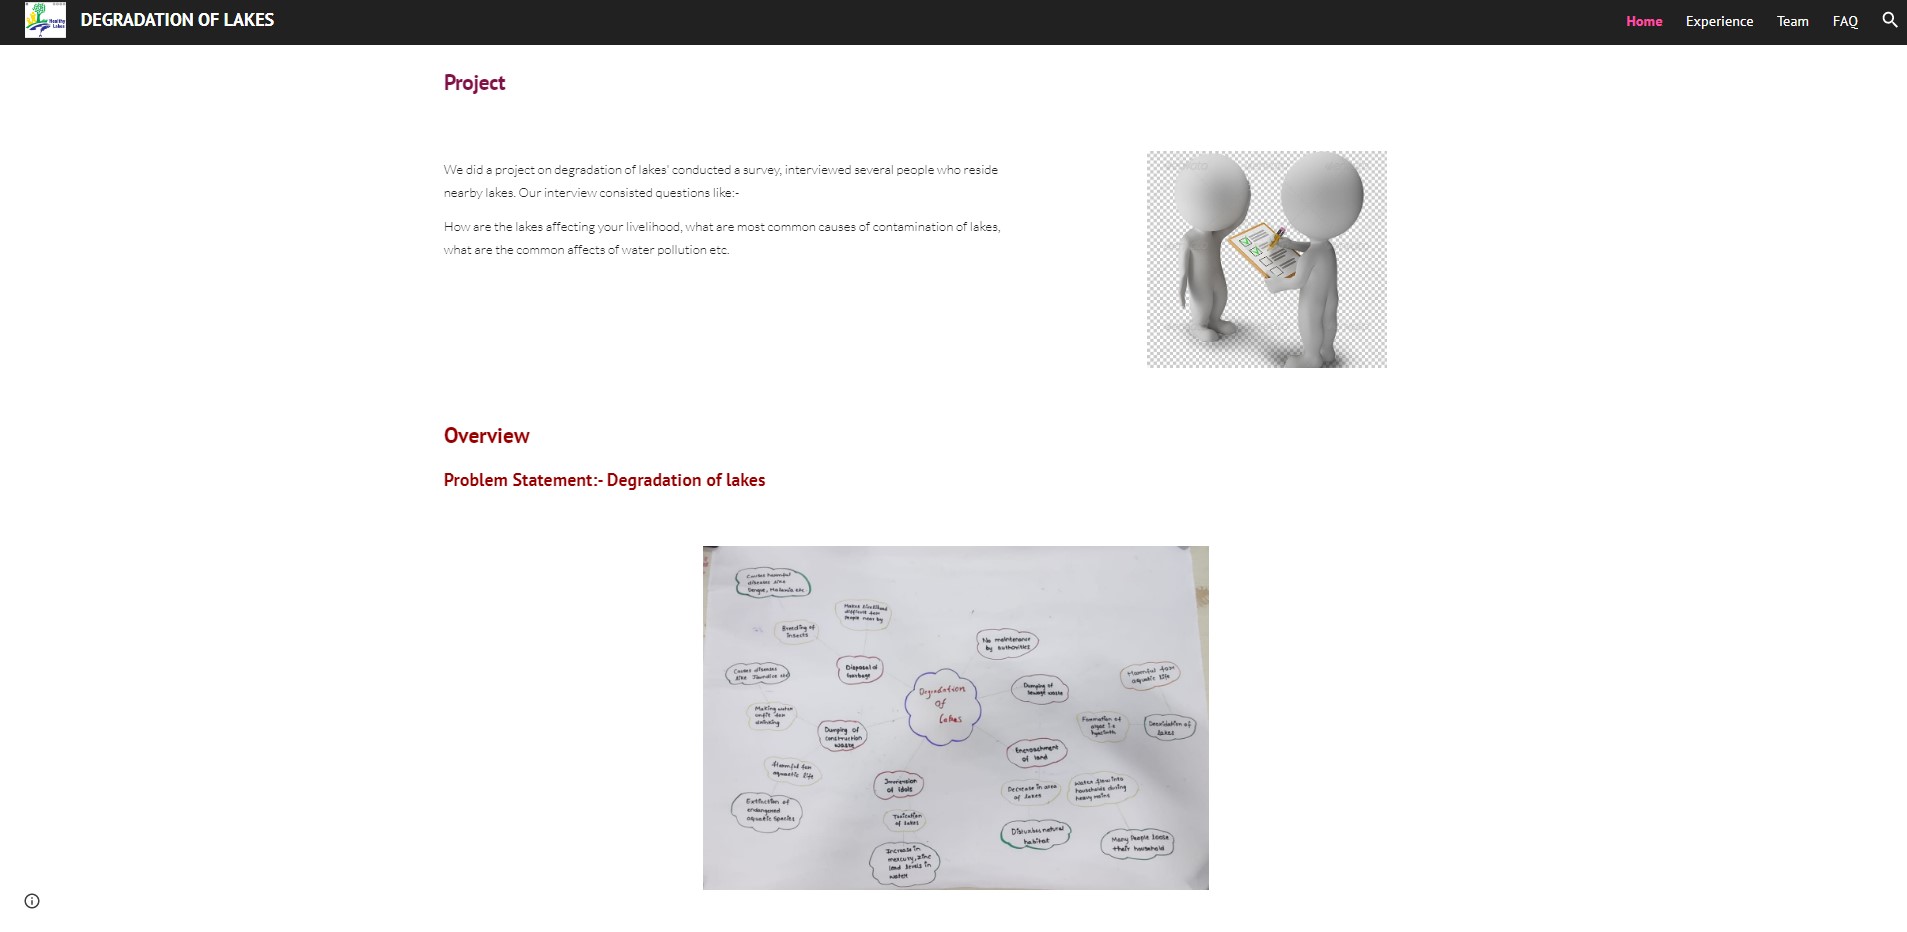 Healthy
Lakes
DEGRADATION OF LAKES
Home
Experience
Team
FAQ
Project
We did a project on degradation of lakes' conducted a survey, interviewed several people who reside
nearby lakes. Our interview consisted questions like:-
How are the lakes affecting your livelihood, what are most common causes of contamination of lakes,
what are the common affects of water pollution etc.
Overview
Problem Statement:- Degradation of lakes
Causes harmful
diseases like
Dengue, Malaria etc
Makes livelihood
difficult for
people near by
Breeding of
insects
No maintenance
by authorities
Causes diseases
like Jaundice etc
Disposal of
Garbage
Harmful for
aquatic life
Degradation
of
lakes
Dumping of
Sewage waste
Making water
unfit for
drinking
Formation of
algae i.e
hyacinth
lakes
Dumping of
construction
waste
Encroachment
of land
Harmful for
aquatic life
Immersion
of Idols
Decrease in area
of lakes
Water flow into
households during
heavy rains
Extinction of
endangered
aquatic species
Toxication
of lakes
Disturbes natural
habitat
Many People loose
their household
Increase in
mercury, zinc
lead levels in
water